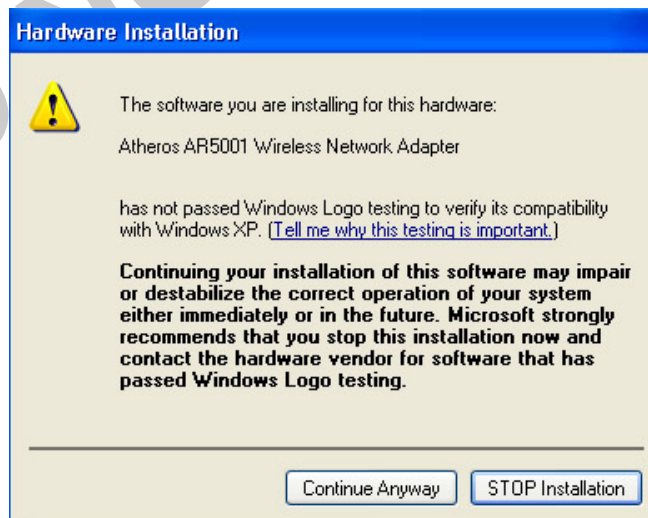 Hardware Installation
The software you are installing for this hardware:
Atheros AR5001 Wireless Network Adapter
has not passed Windows Logo testing to verify its compatibility
with Windows XP. (Tell me why this testing is important.)
Continuing your installation of this software may impair
or destabilize the correct operation of your system
either immediately or in the future. Microsoft strongly
recommends that you stop this installation now and
contact the hardware vendor for software that has
passed Windows Logo testing.
Continue Anyway
STOP Installation